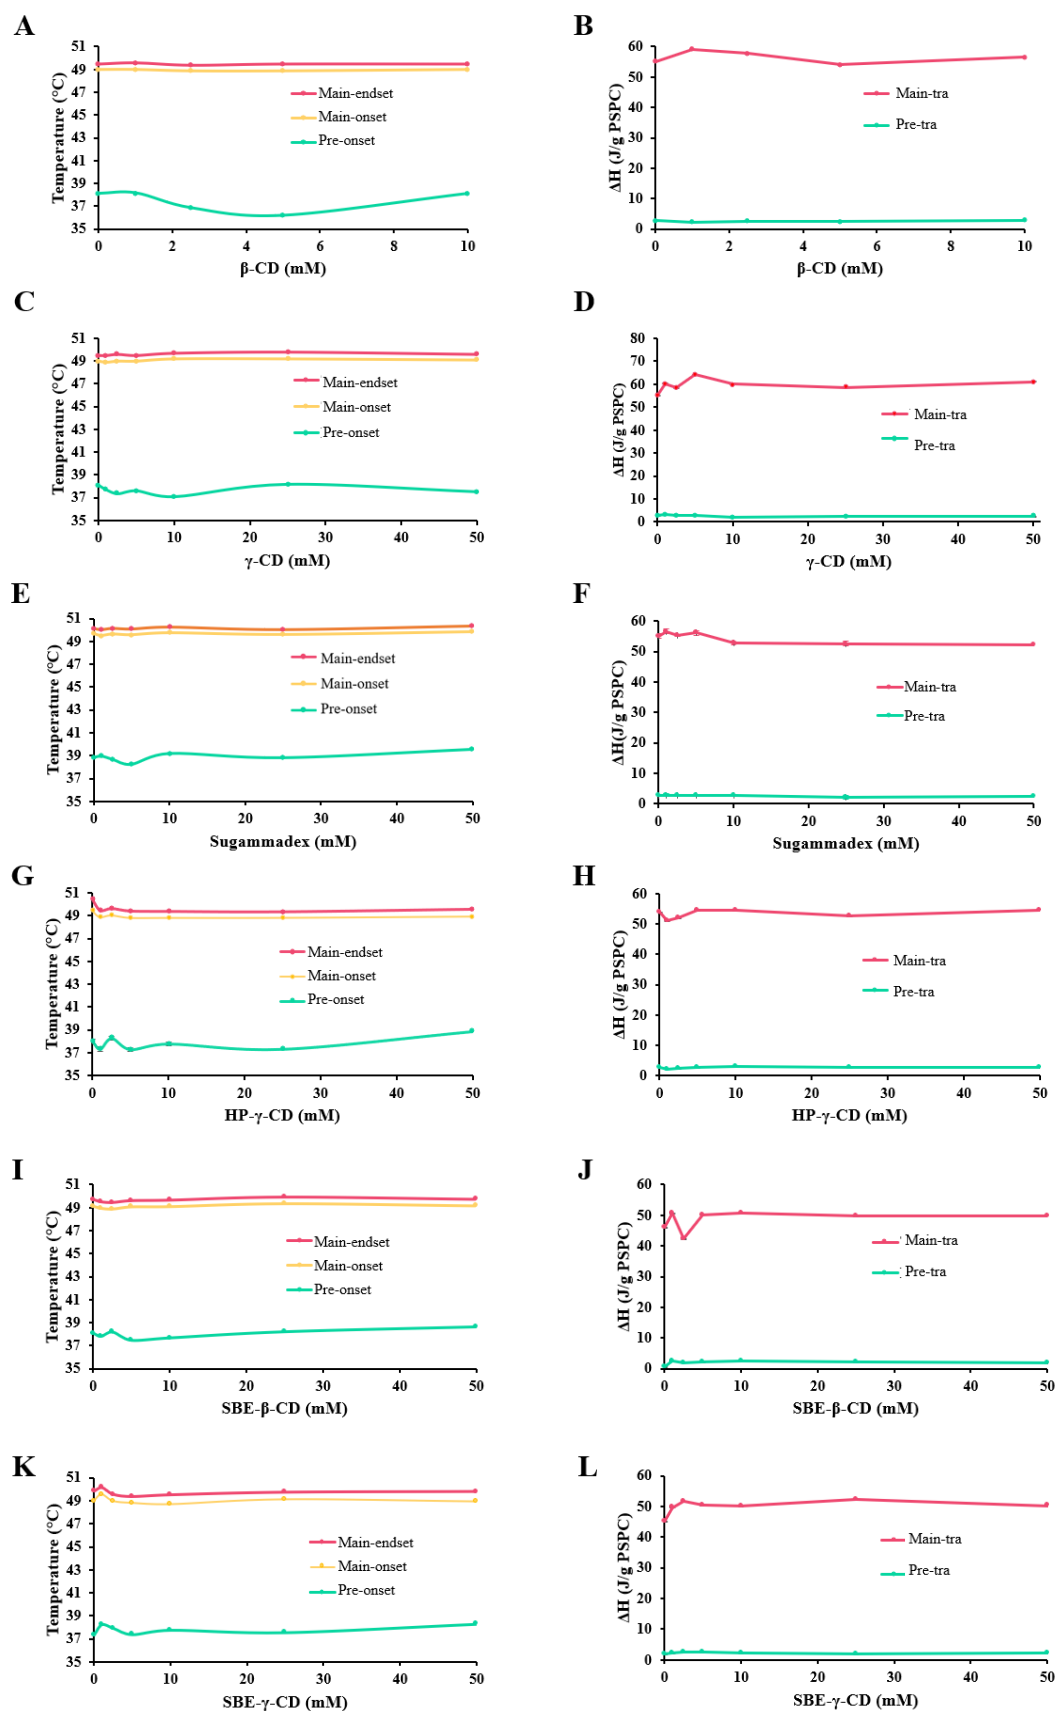 A
51
49
47
45
43
41
39
37
35
Temperature (°C)
Main-endset
Main-onset
Pre-onset
0 2 4 6 8 10
β-CD (mM)
B
60
50
40
30
20
10
0
ΔH (J/g PSPC)
Main-tra
Pre-tra
0 2 4 6 8 10
β-CD (mM)
C
51
49
47
45
43
41
39
37
35
Temperature (°C)
Main-endset
Main-onset
Pre-onset
0 10 20 30 40 50
γ-CD (mM)
D
80
70
60
50
40
30
20
10
0
ΔH (J/g PSPC)
Main-tra
Pre-tra
0 10 20 30 40 50
γ-CD (mM)
E
51
49
47
45
43
41
39
37
35
Temperature (°C)
Main-endset
Main-onset
Pre-onset
0 10 20 30 40 50
Sugammadex (mM)
F
60
50
40
30
20
10
0
ΔH(J/g PSPC)
Main-tra
Pre-tra
0 10 20 30 40 50
Sugammadex (mM)
G
51
49
47
45
43
41
39
37
35
Temperature (°C)
Main-endset
Main-onset
Pre-onset
0 10 20 30 40 50
HP-γ-CD (mM)
H
60
50
40
30
20
10
0
ΔH (J/g PSPC)
Main-tra
Pre-tra
0 10 20 30 40 50
HP-γ-CD (mM)
I
51
49
47
45
43
41
39
37
35
Temperature (°C)
Main-endset
Main-onset
Pre-onset
0 10 20 30 40 50
SBE-β-CD (mM)
J
60
50
40
30
20
10
0
ΔH (J/g PSPC)
Main-tra
Pre-tra
0 10 20 30 40 50
SBE-β-CD (mM)
K
51
49
47
45
43
41
39
37
35
Temperature (°C)
Main-endset
Main-onset
Pre-onset
0 10 20 30 40 50
SBE-γ-CD (mM)
L
60
50
40
30
20
10
0
ΔH (J/g PSPC)
Main-tra
Pre-tra
0 10 20 30 40 50
SBE-γ-CD (mM)